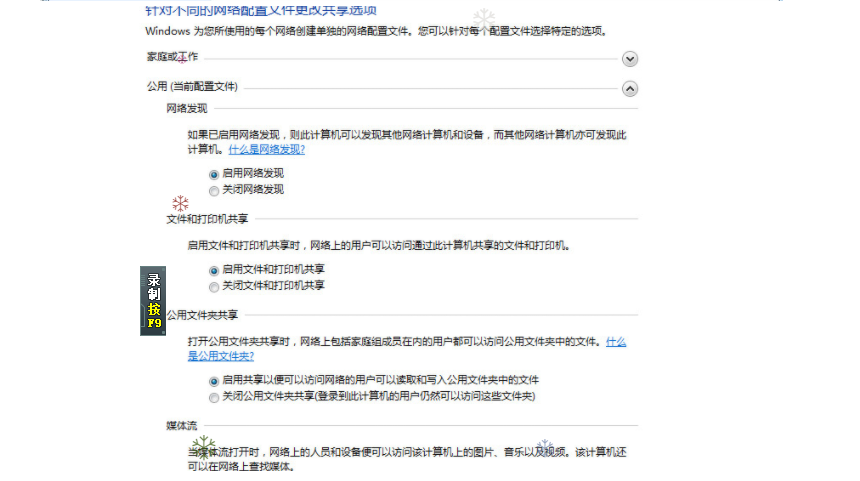 针对不同的网络配置文件更改共享选项
Windows 为您所使用的每个网络创建单独的网络配置文件。您可以针对每个配置文件选择特定的选项。
家庭或工作
公用 (当前配置文件)
网络发现
如果已启用网络发现，则此计算机可以发现其他网络计算机和设备，而其他网络计算机亦可发现此
计算机。什么是网络发现?
启用网络发现
关闭网络发现
文件和打印机共享
启用文件和打印机共享时，网络上的用户可以访问通过此计算机共享的文件和打印机。
启用文件和打印机共享
关闭文件和打印机共享
录
制
按
F9
公用文件夹共享
打开公用文件夹共享时，网络上包括家庭组成员在内的用户都可以访问公用文件夹中的文件。什么
是公用文件夹?
启用共享以便可以访问网络的用户可以读取和写入公用文件夹中的文件
关闭公用文件夹共享(登录到此计算机的用户仍然可以访问这些文件夹)
媒体流
当媒体流打开时，网络上的人员和设备便可以访问该计算机上的图片、音乐以及视频。该计算机还
可以在网络上查找媒体。